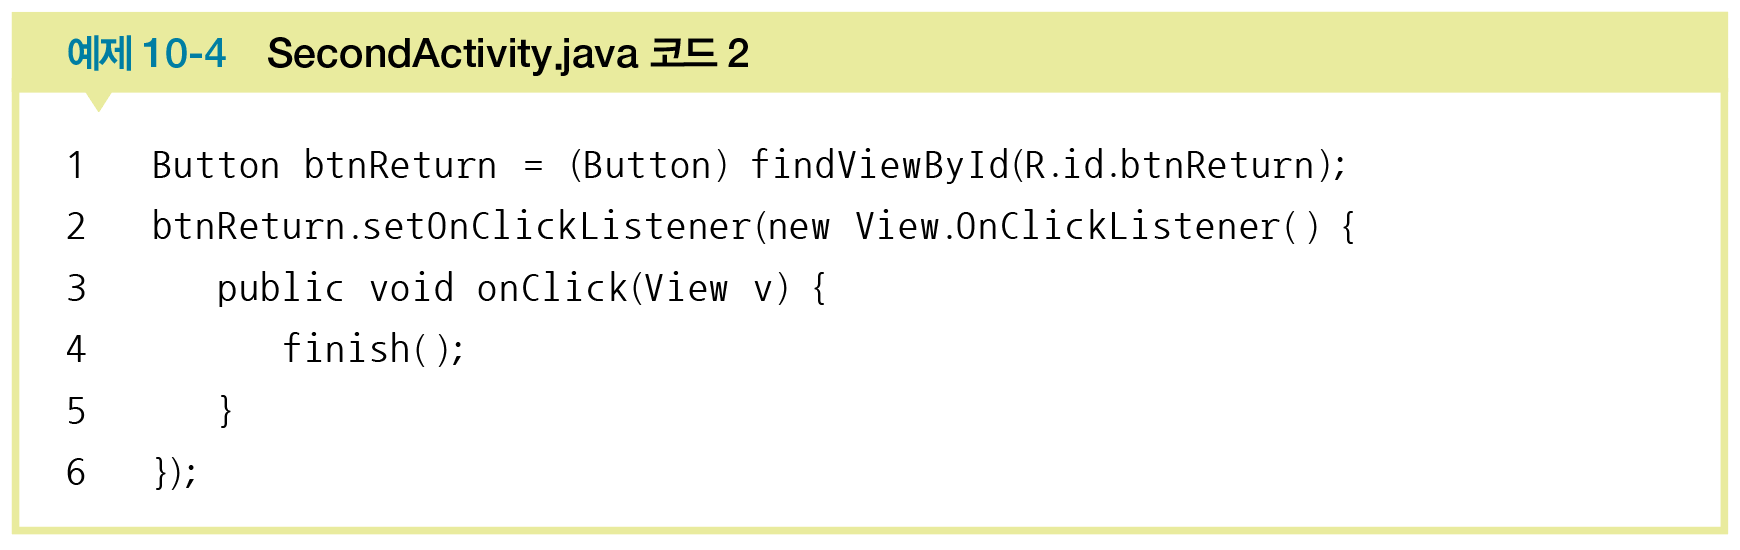 예제 10-4 SecondActivity.java 코드 2
1 Button btnReturn = (Button) findViewById(R.id.btnReturn);
2 btnReturn.setOnClickListener(new View.OnClickListener() {
3 public void onClick(View v) {
4 finish();
5 }
6 });